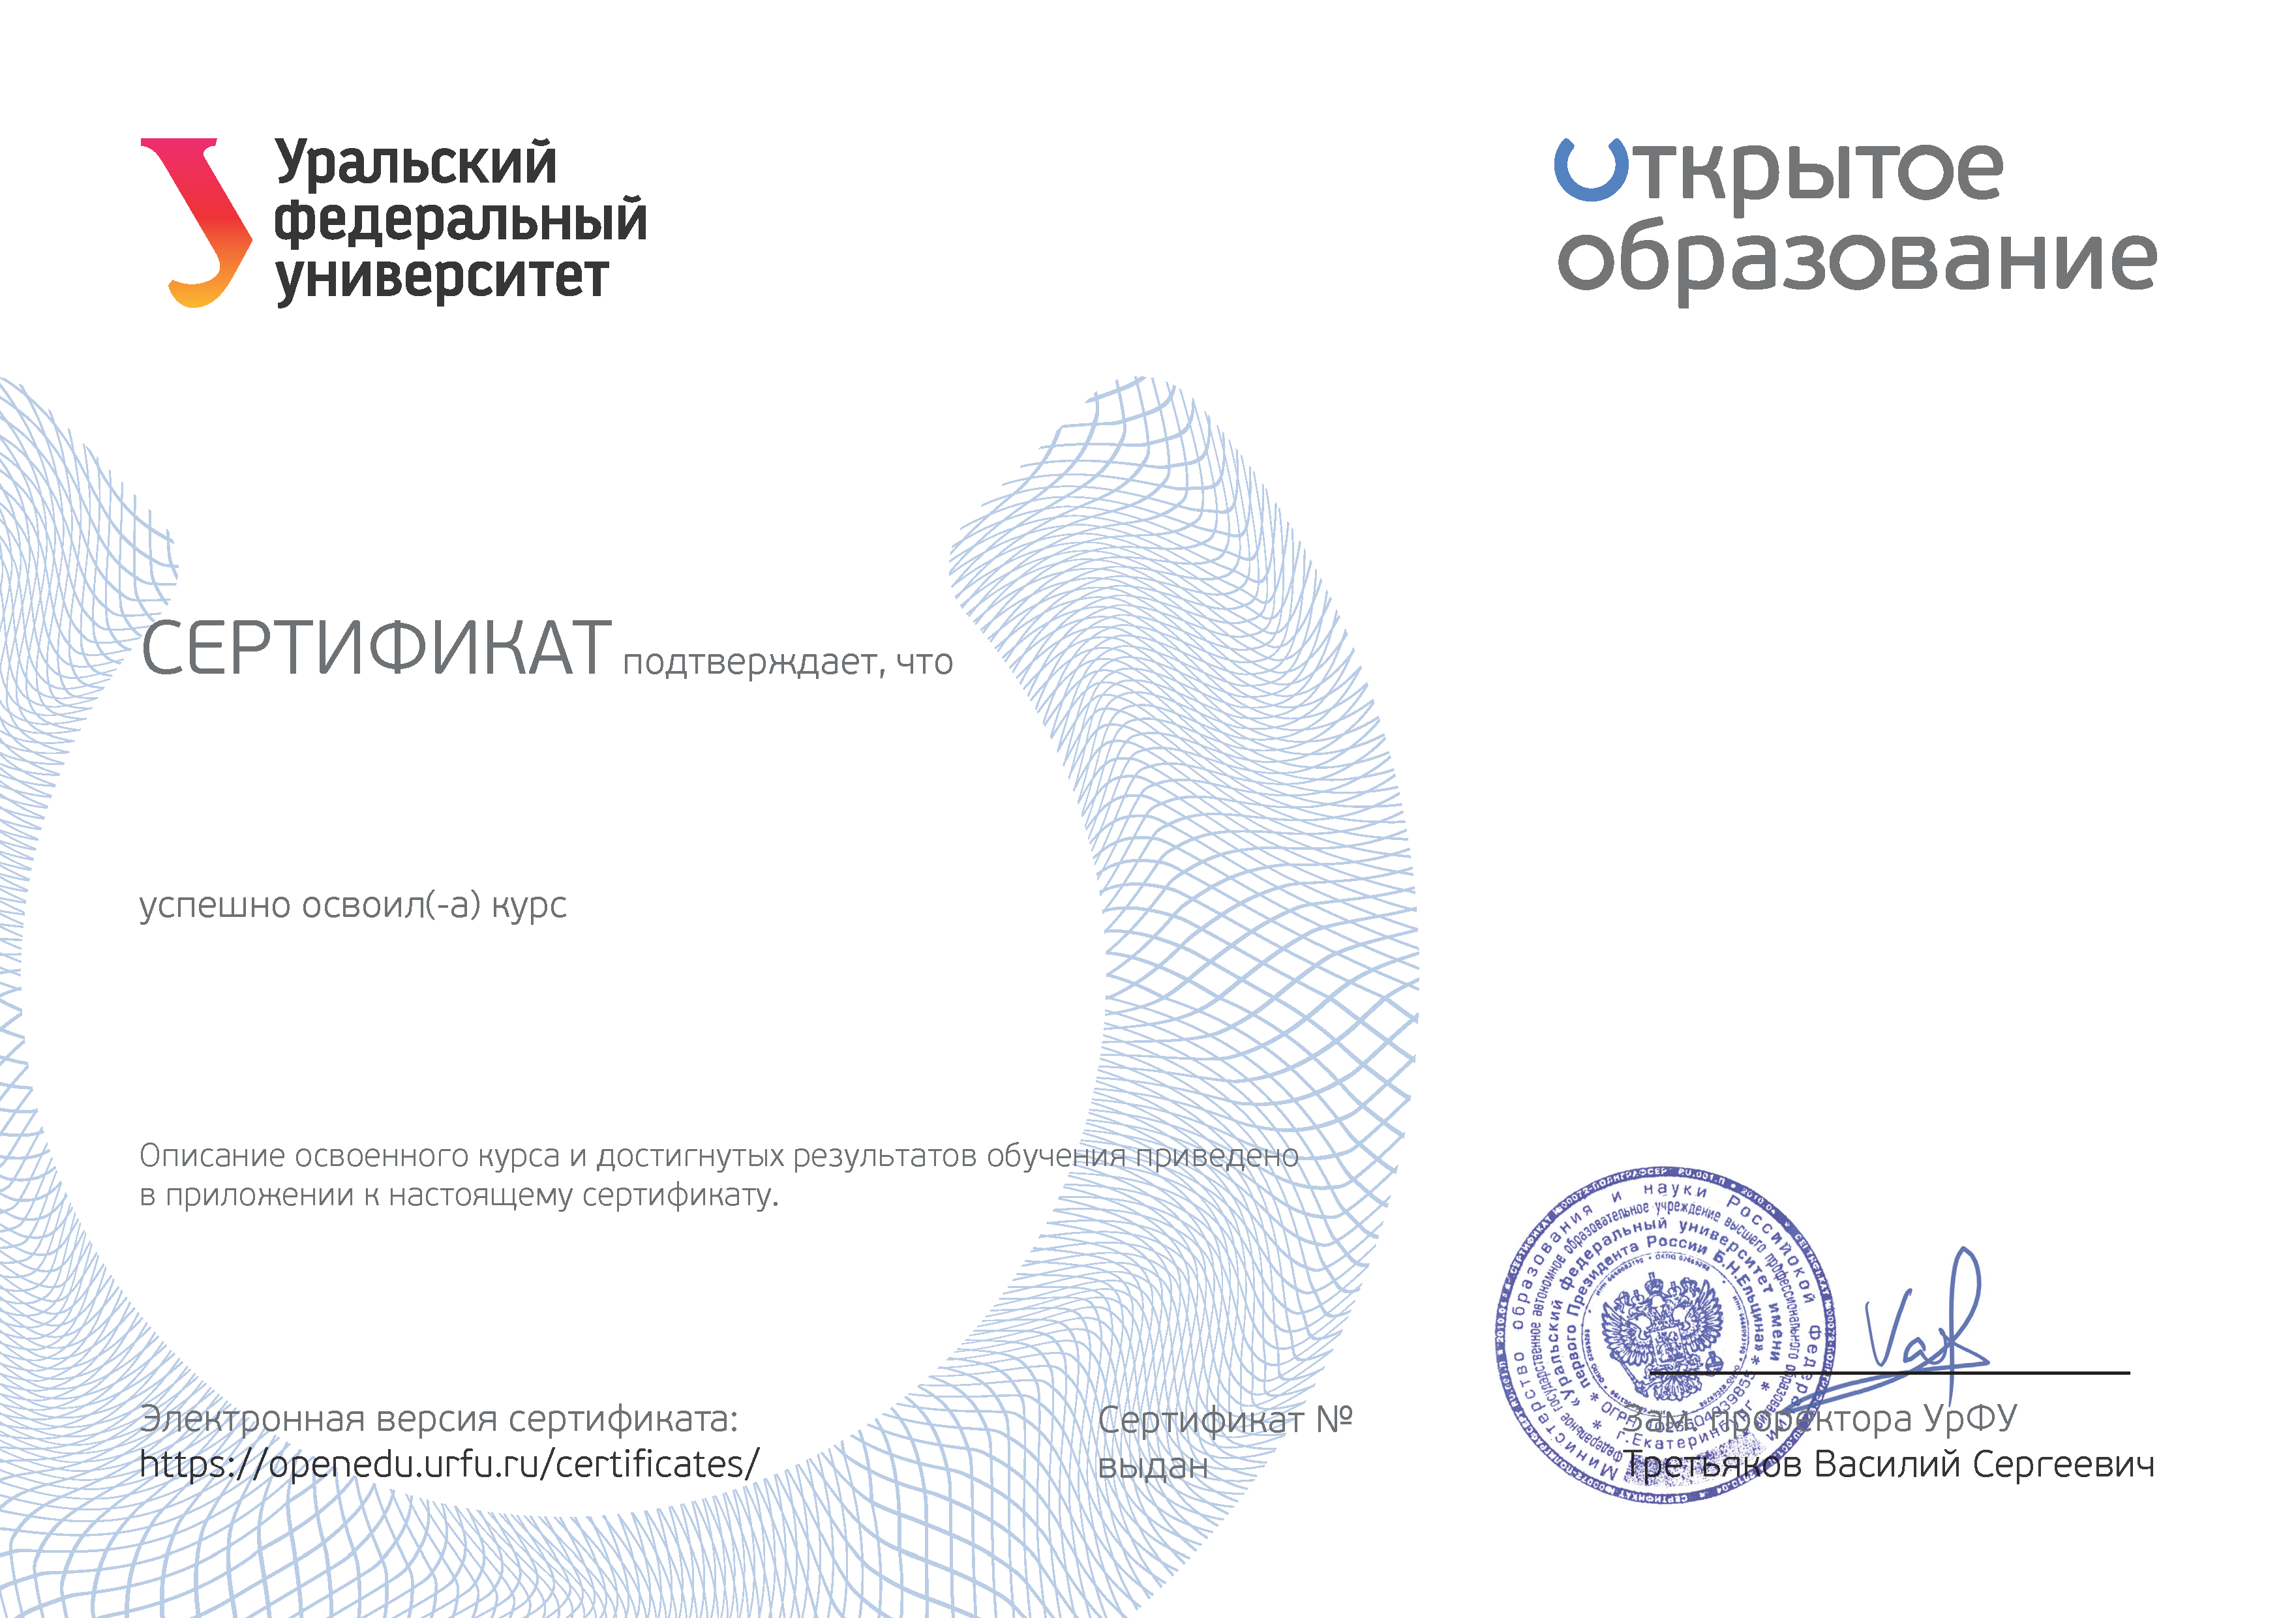 Уральский
федеральный
университет
открытое
образование
СЕРТИФИКАТ подтверждает, что
успешно освоил(-а) курс
Описание освоенного курса и достигнутых результатов обучения приведено
в приложении к настоящему сертификату.
Министерство образования и науки Российской Федерации
Федеральное государственное автономное образовательное учреждение высшего профессионального образования
«Уральский федеральный университет имени
первого Президента России Б.Н.Ельцина»
г.Екатеринбург
Электронная версия сертификата:
https://openedu.urfu.ru/certificates/
Сертификат №
выдан
Зам. проректора УрФУ
Третьяков Василий Сергеевич